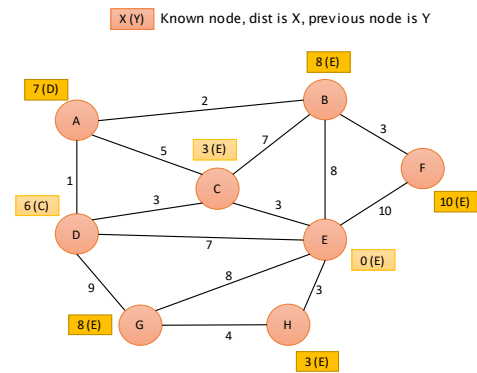 X (Y) Known node, dist is X, previous node is Y
8 (E)
7 (D)
B
2
A
3
7
5
3 (E)
8
F
C
1
3
3
10
10 (E)
6 (C)
D
7
E
0 (E)
8
9
3
8 (E)
G
4
H
3 (E)